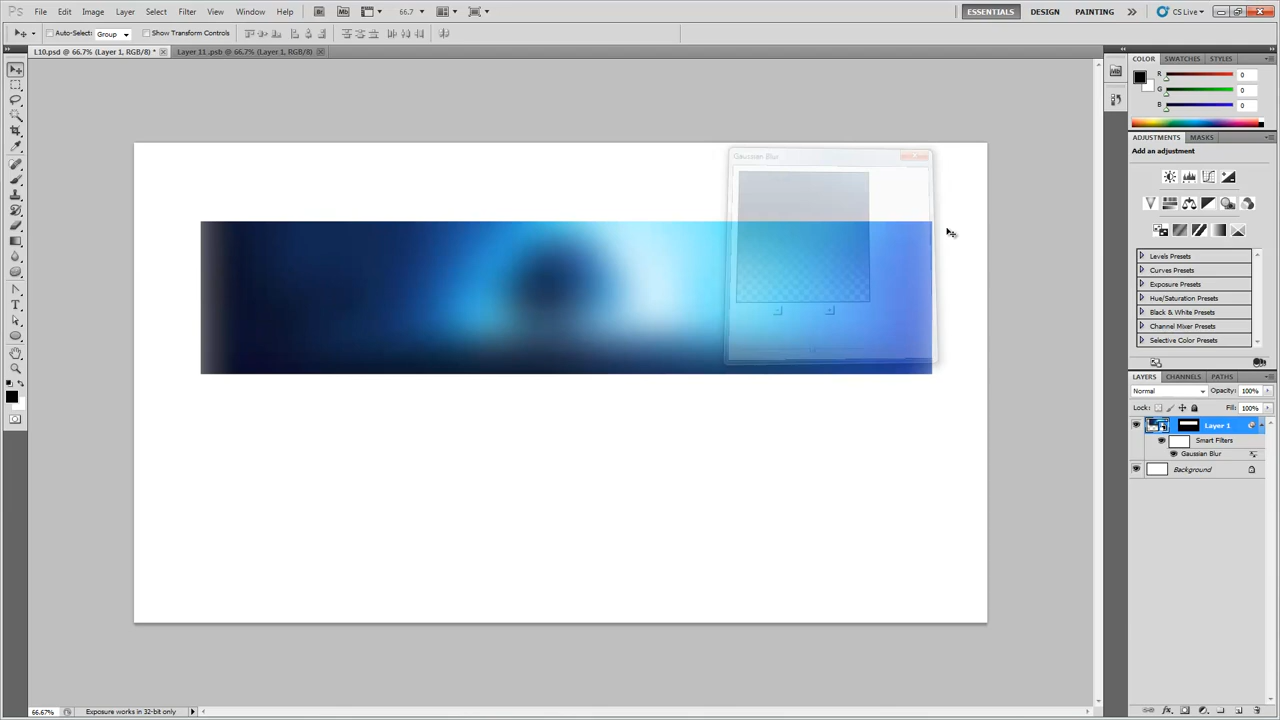 Ps File Edit Image Layer Select Filter View Window Help Br Mb 66.7 ESSENTIALS DESIGN PAINTING CS Live
Auto-Select: Group Show Transform Controls
L10.psd @ 66.7% (Layer 1, RGB/8) * Layer 11 .psb @ 66.7% (Layer 1, RGB/8)
COLOR SWATCHES STYLES
R 0
G 0
B 0
ADJUSTMENTS MASKS
Add an adjustment
Gaussian Blur
Levels Presets
Curves Presets
Exposure Presets
Hue/Saturation Presets
Black & White Presets
Channel Mixer Presets
Selective Color Presets
LAYERS CHANNELS PATHS
Normal Opacity: 100%
Lock: Fill: 100%
Layer 1
Smart Filters
Gaussian Blur
Background
66.67% Exposure works in 32-bit only